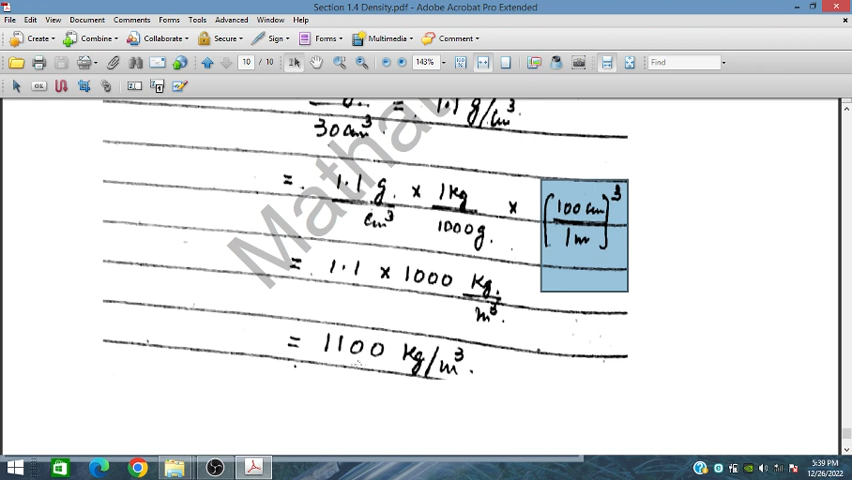 Section 1.4 Density.pdf - Adobe Acrobat Pro Extended
File Edit View Document Comments Forms Tools Advanced Window Help
Create Combine Collaborate Secure Sign Forms Multimedia Comment
10 / 10 143% Find
30 cm³ = 1.1 g/cm³.
= 1.1 g/cm³ × 1 kg/1000 g. × (100 cm/1 m)³
= 1.1 × 1000 kg./m³.
= 1100 kg/m³.
Mathat
5:39 PM
12/26/2022